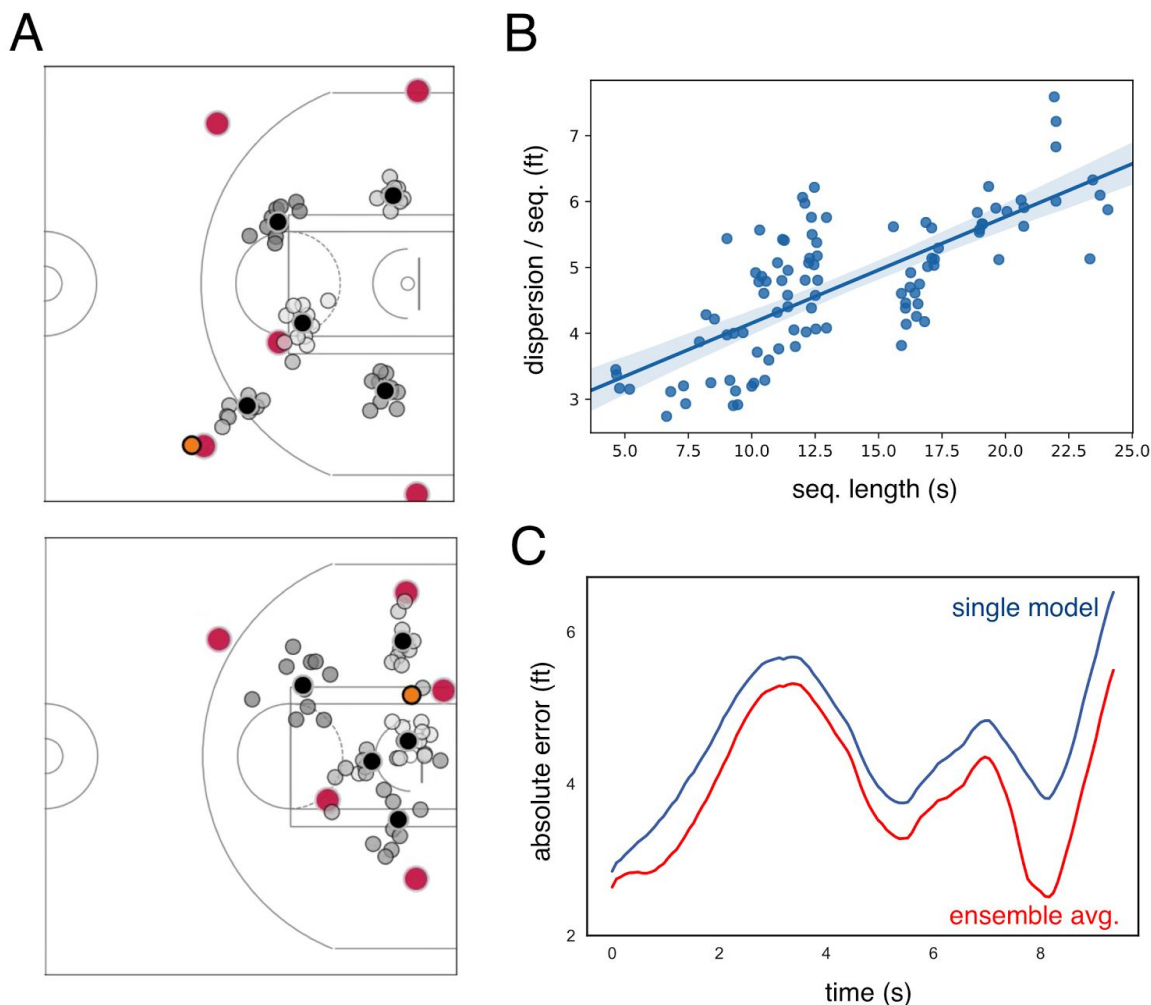 A
B
dispersion / seq. (ft)
7
6
5
4
3
5.0 7.5 10.0 12.5 15.0 17.5 20.0 22.5 25.0
seq. length (s)
C
absolute error (ft)
6
4
2
single model
ensemble avg.
0 2 4 6 8
time (s)